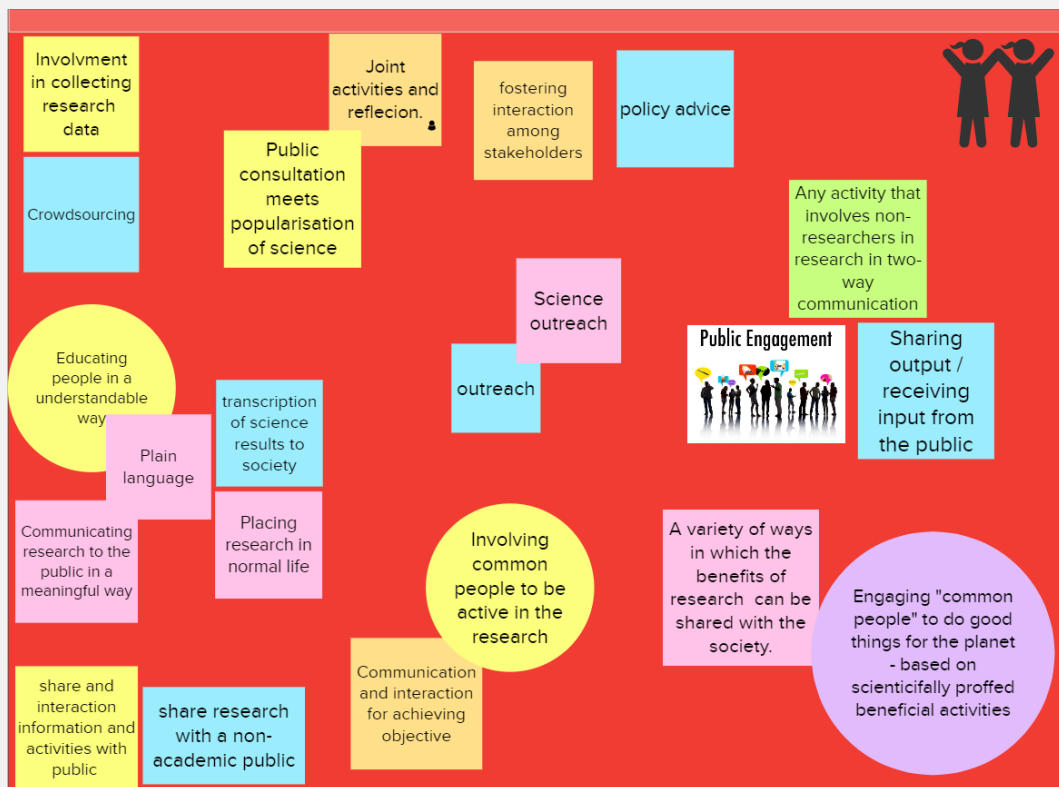 Involvment
in collecting
research
data
Joint
activities and
reflecion.
fostering
interaction
among
stakeholders
policy advice
Public
consultation
meets
popularisation
of science
Crowdsourcing
Any activity that
involves non-
researchers in
research in two-
way
communication
Science
outreach
outreach
Public Engagement
Sharing
output /
receiving
input from
the public
Educating
people in a
understandable
way
Plain
language
transcription
of science
results to
society
Communicating
research to the
public in a
meaningful way
Placing
research in
normal life
Involving
common
people to be
active in the
research
A variety of ways
in which the
benefits of
research can be
shared with the
society.
Engaging "common
people" to do good
things for the planet
- based on
scienticifally proffed
beneficial activities
Communication
and interaction
for achieving
objective
share and
interaction
information and
activities with
public
share research
with a non-
academic public